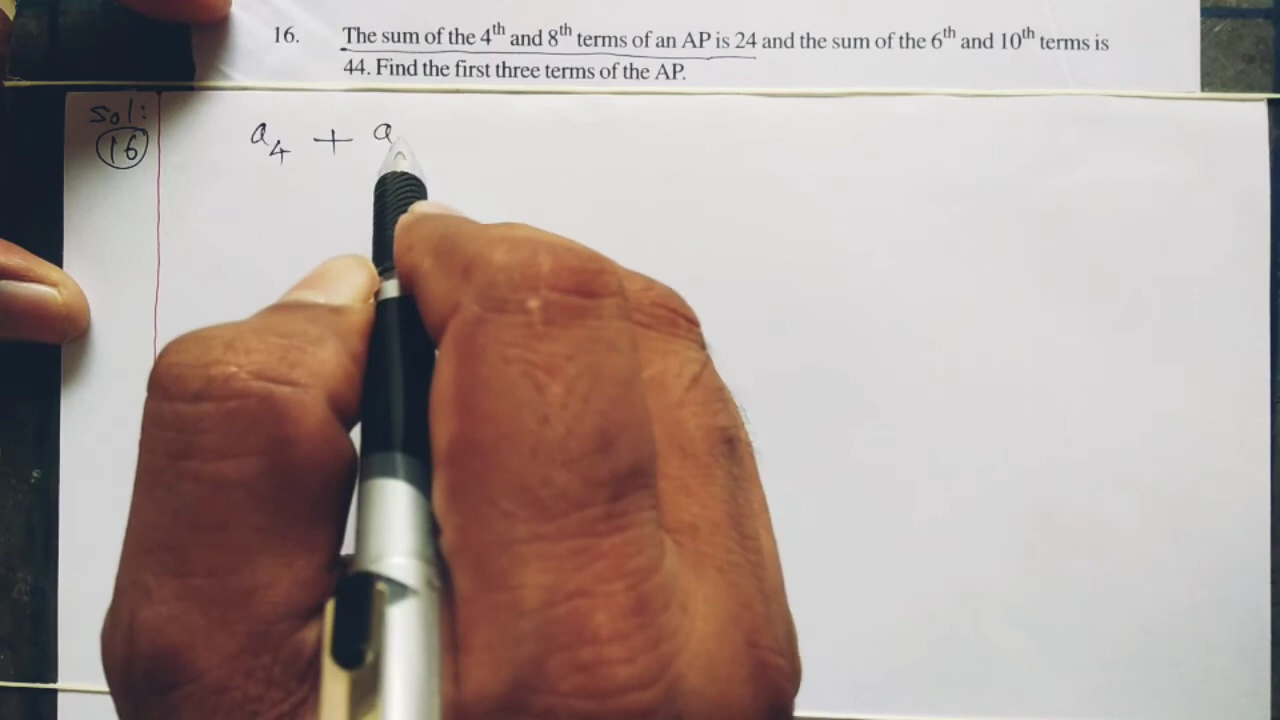 16. The sum of the 4th and 8th terms of an AP is 24 and the sum of the 6th and 10th terms is
44. Find the first three terms of the AP.
Sol:
16
a4 + a